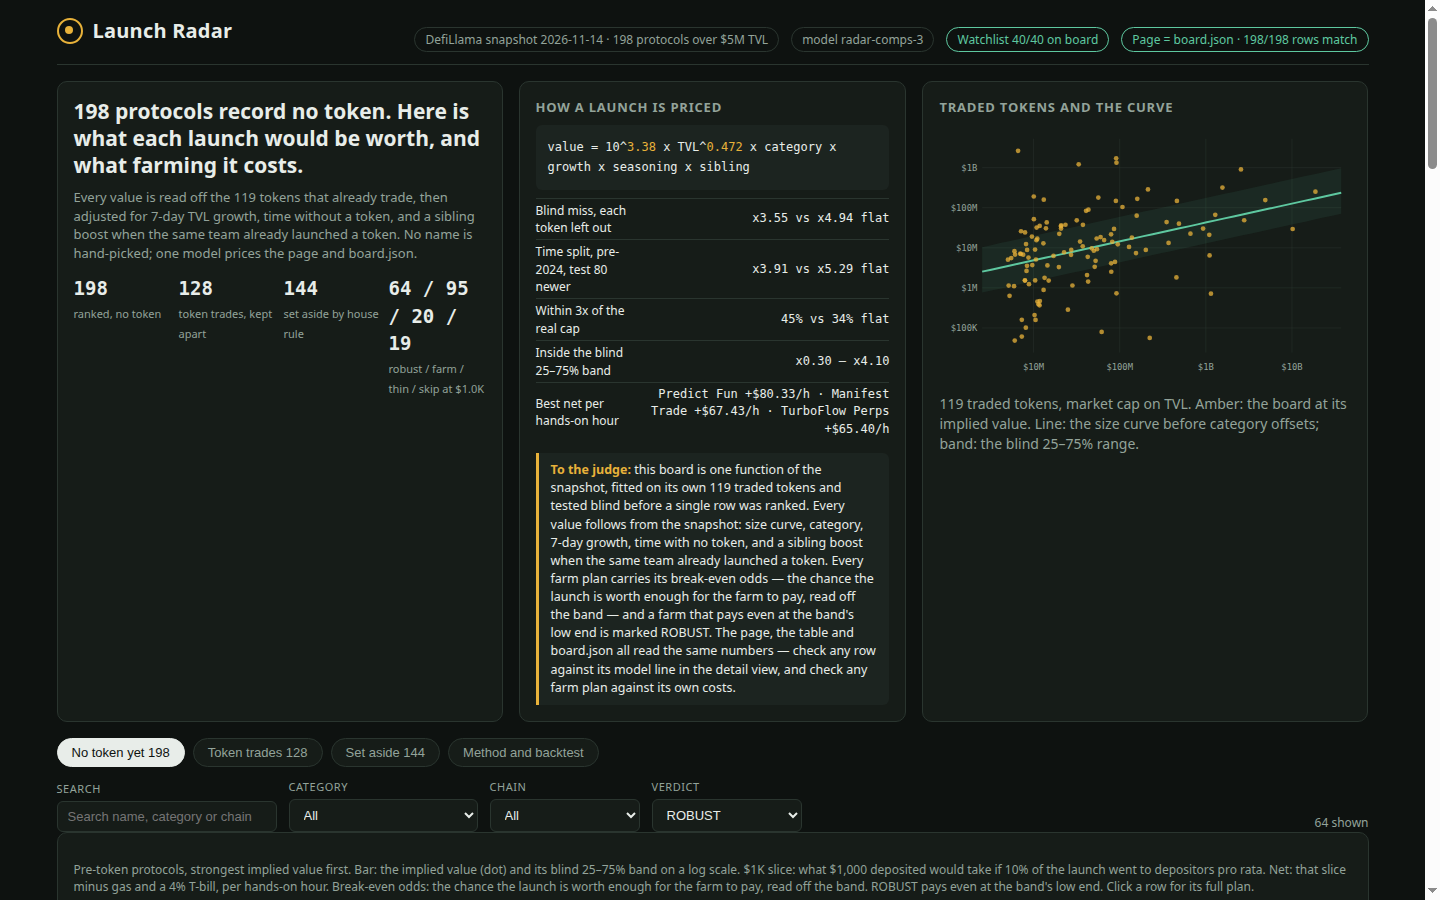 Launch Radar
DefiLlama snapshot 2026-11-14 · 198 protocols over $5M TVL
model radar-comps-3
Watchlist 40/40 on board
Page = board.json · 198/198 rows match
198 protocols record no token. Here is
what each launch would be worth, and
what farming it costs.
Every value is read off the 119 tokens that already trade, then
adjusted for 7-day TVL growth, time without a token, and a sibling
boost when the same team already launched a token. No name is
hand-picked; one model prices the page and board.json.
198
ranked, no token
128
token trades, kept
apart
144
set aside by house
rule
64 / 95
/ 20 /
19
robust / farm /
thin / skip at $1.0K
HOW A LAUNCH IS PRICED
value = 10^3.38 x TVL^0.472 x category x
growth x seasoning x sibling
Blind miss, each
token left out
x3.55 vs x4.94 flat
Time split, pre-
2024, test 80
newer
x3.91 vs x5.29 flat
Within 3x of the
real cap
45% vs 34% flat
Inside the blind
25–75% band
x0.30 — x4.10
Best net per
hands-on hour
Predict Fun +$80.33/h · Manifest
Trade +$67.43/h · TurboFlow Perps
+$65.40/h
To the judge: this board is one function of the
snapshot, fitted on its own 119 traded tokens and
tested blind before a single row was ranked. Every
value follows from the snapshot: size curve, category,
7-day growth, time with no token, and a sibling boost
when the same team already launched a token. Every
farm plan carries its break-even odds — the chance the
launch is worth enough for the farm to pay, read off
the band — and a farm that pays even at the band's
low end is marked ROBUST. The page, the table and
board.json all read the same numbers — check any row
against its model line in the detail view, and check any
farm plan against its own costs.
TRADED TOKENS AND THE CURVE
$1B
$100M
$10M
$1M
$100K
$10M
$100M
$1B
$10B
119 traded tokens, market cap on TVL. Amber: the board at its
implied value. Line: the size curve before category offsets;
band: the blind 25–75% range.
No token yet 198
Token trades 128
Set aside 144
Method and backtest
SEARCH
CATEGORY
CHAIN
VERDICT
Search name, category or chain
All
All
ROBUST
64 shown
Pre-token protocols, strongest implied value first. Bar: the implied value (dot) and its blind 25–75% band on a log scale. $1K slice: what $1,000 deposited would take if 10% of the launch went to depositors pro rata. Net: that slice
minus gas and a 4% T-bill, per hands-on hour. Break-even odds: the chance the launch is worth enough for the farm to pay, read off the band. ROBUST pays even at the band's low end. Click a row for its full plan.